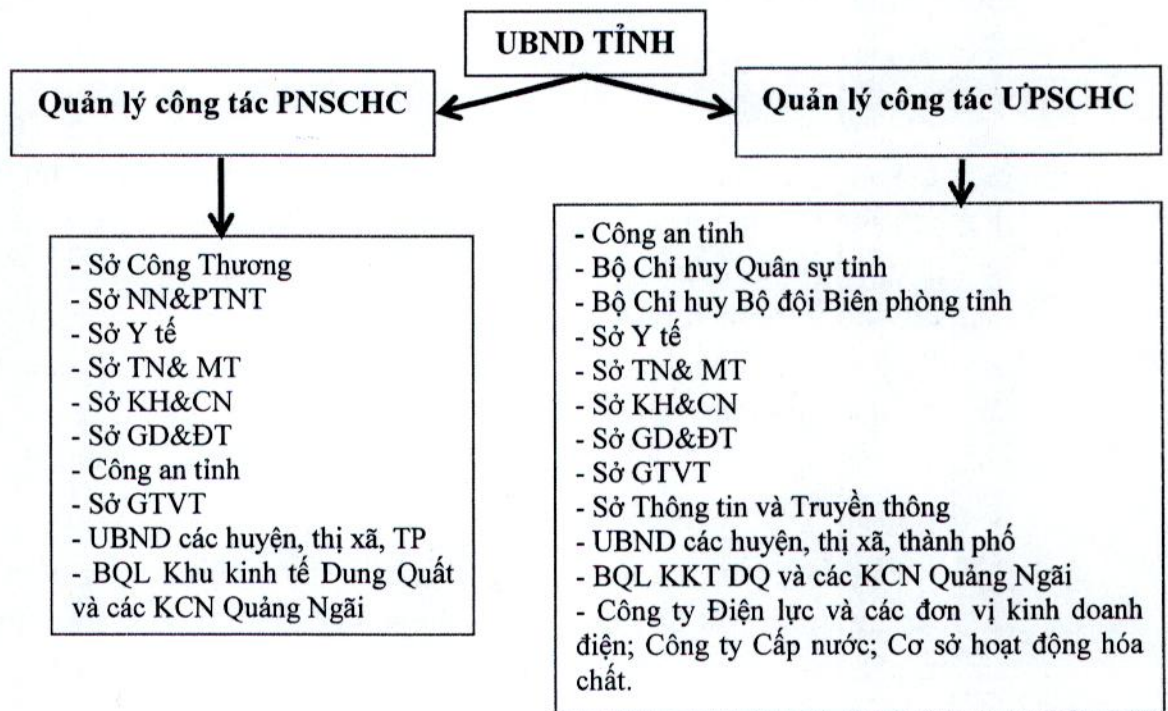 UBND TỈNH
Quản lý công tác PNSCHC
Quản lý công tác ƯPSCHC
- Sở Công Thương
- Sở NN&PTNT
- Sở Y tế
- Sở TN& MT
- Sở KH&CN
- Sở GD&ĐT
- Công an tỉnh
- Sở GTVT
- UBND các huyện, thị xã, TP
- BQL Khu kinh tế Dung Quất
và các KCN Quảng Ngãi
- Công an tỉnh
- Bộ Chỉ huy Quân sự tỉnh
- Bộ Chỉ huy Bộ đội Biên phòng tỉnh
- Sở Y tế
- Sở TN& MT
- Sở KH&CN
- Sở GD&ĐT
- Sở GTVT
- Sở Thông tin và Truyền thông
- UBND các huyện, thị xã, thành phố
- BQL KKT DQ và các KCN Quảng Ngãi
- Công ty Điện lực và các đơn vị kinh doanh
điện; Công ty Cấp nước; Cơ sở hoạt động hóa
chất.